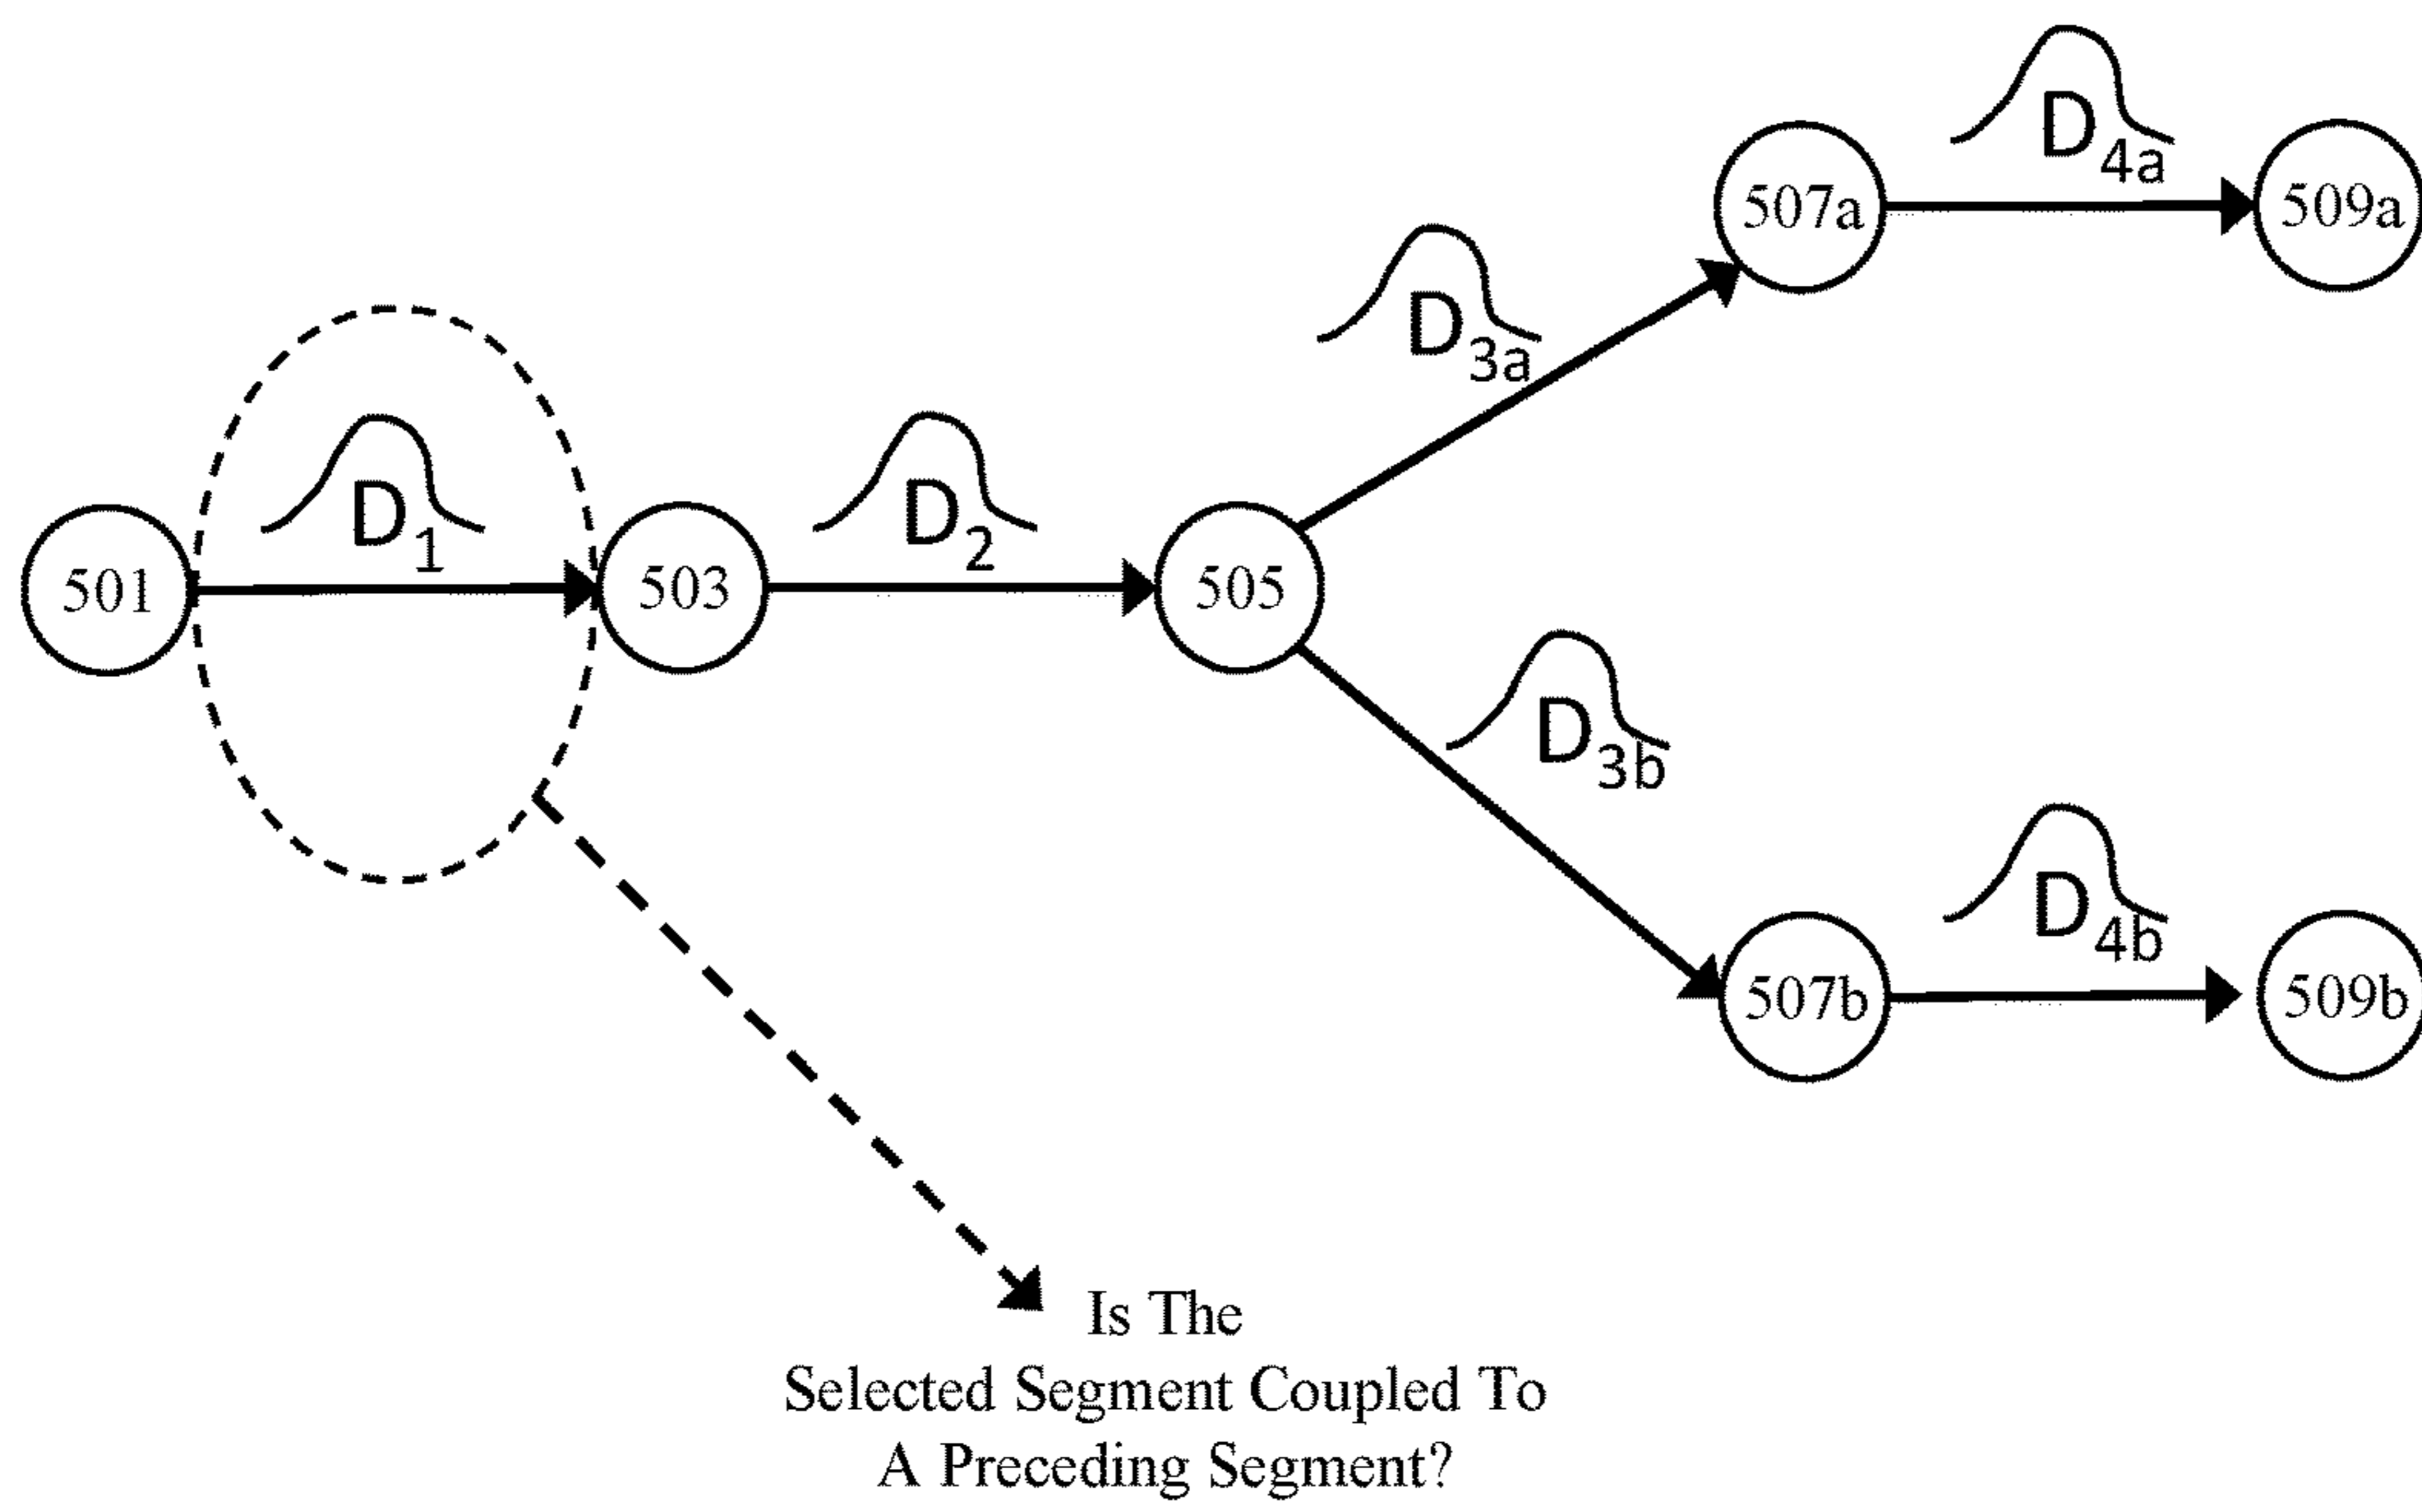 D4a
507a
509a
D3a
D1
D2
501
503
505
D3b
D4b
507b
509b
Is The
Selected Segment Coupled To
A Preceding Segment?